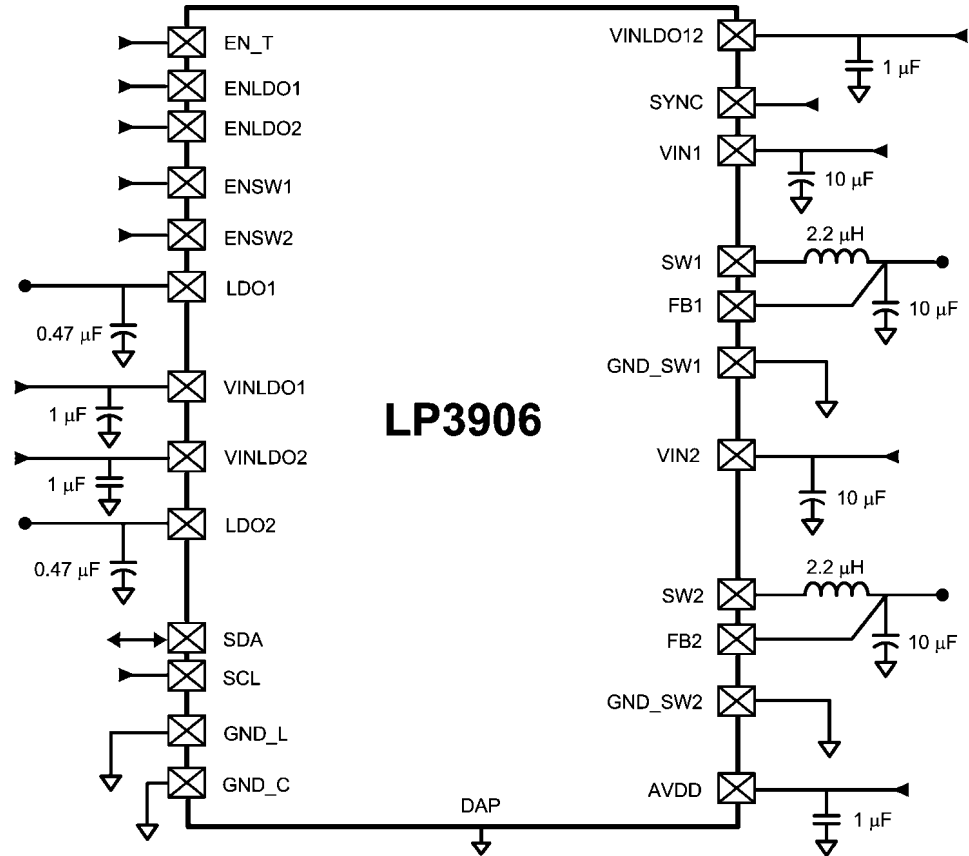 EN_T
ENLDO1
ENLDO2
ENSW1
ENSW2
LDO1
0.47 μF
VINLDO1
1 μF
VINLDO2
1 μF
LDO2
0.47 μF
SDA
SCL
GND_L
GND_C
LP3906
DAP
VINLDO12
1 μF
SYNC
VIN1
10 μF
2.2 μH
SW1
FB1
10 μF
GND_SW1
VIN2
10 μF
2.2 μH
SW2
FB2
10 μF
GND_SW2
AVDD
1 μF